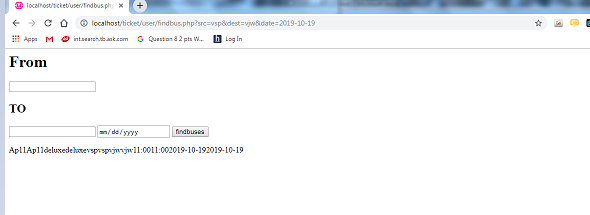 localhost/ticket/user/findbus.ph
localhost/ticket/user/findbus.php?src=vsp&dest=vjw&date=2019-10-19
Apps int.search.tb.ask.com Question 8 2 pts W... Log In
From
TO
mm/dd/yyyy findbuses
Ap11Ap11deluxedeluxevspvspvjwvjw11:0011:002019-10-192019-10-19